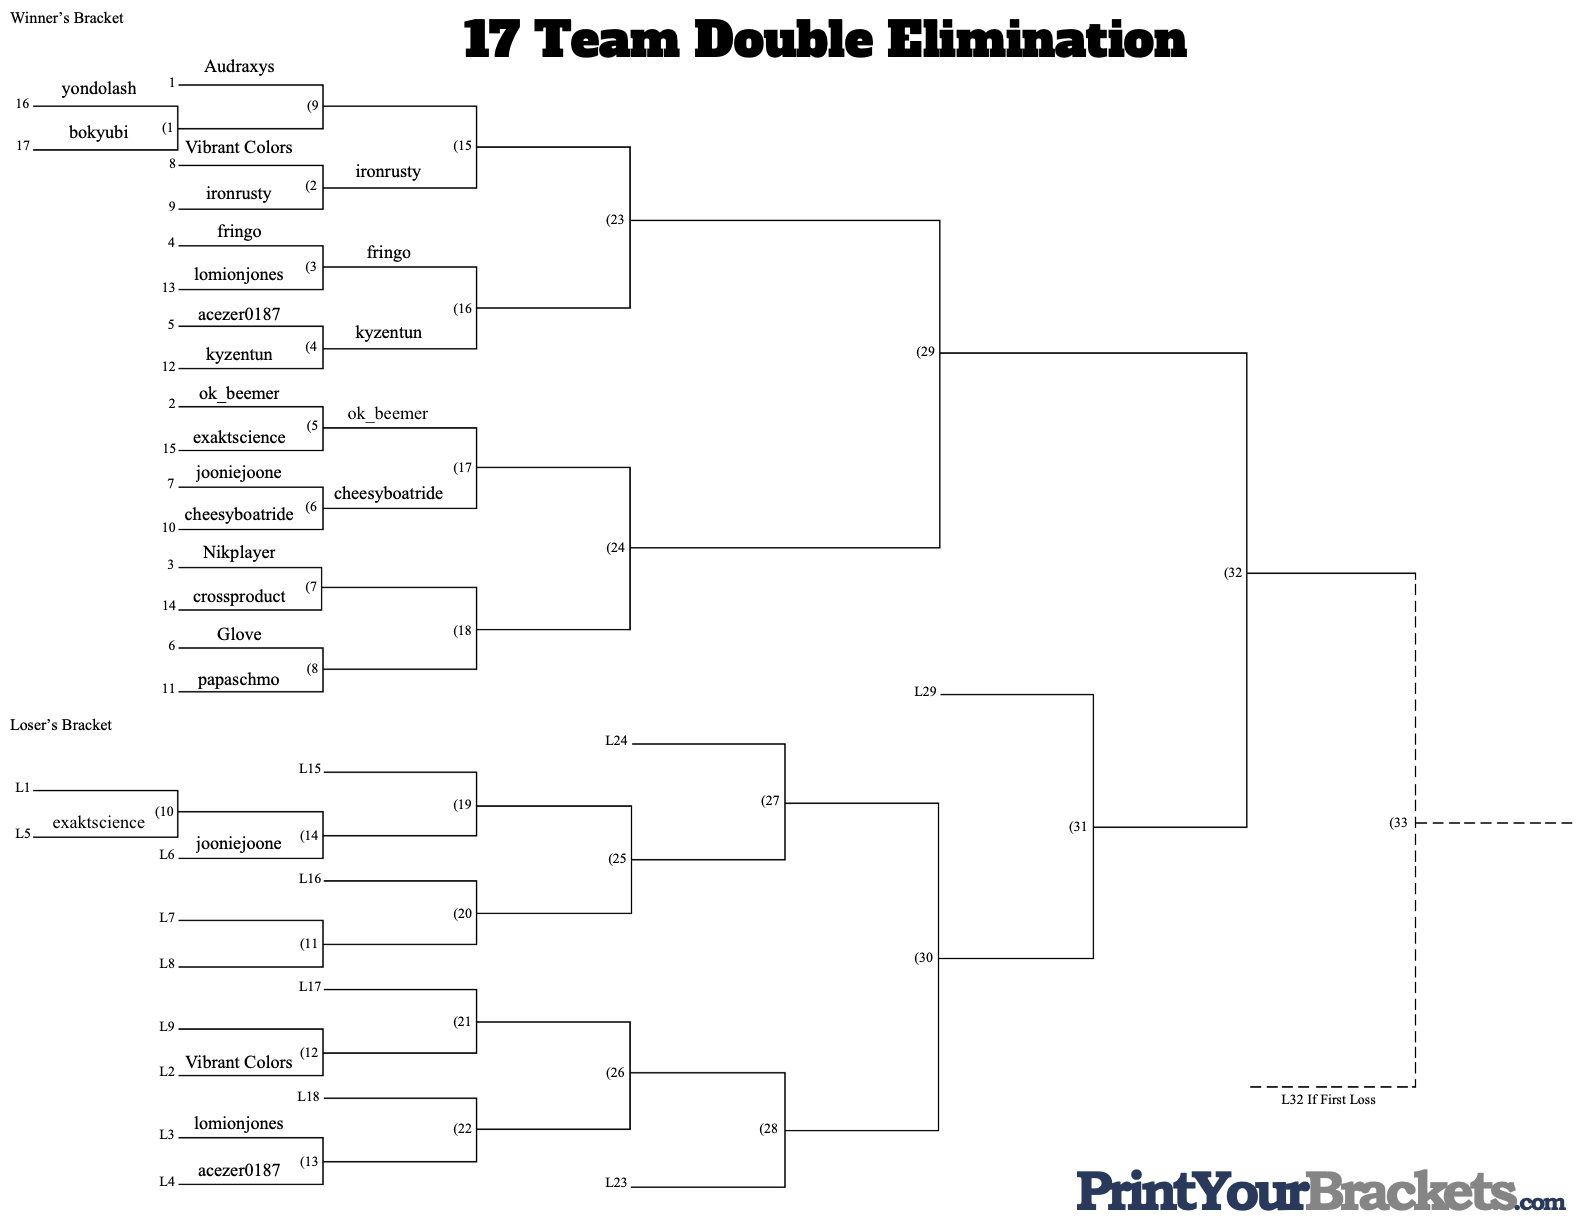 Winner's Bracket
17 Team Double Elimination
Audraxys
1
yondolash
16
(9
bokyubi
(1
17
Vibrant Colors
8
(15
ironrusty
(2
ironrusty
9
(23
fringo
4
fringo
(3
lomionjones
13
(16
acezer0187
5
kyzentun
(4
kyzentun
12
(29
ok_beemer
2
ok_beemer
(5
exaktscience
15
(17
jooniejoone
7
cheesyboatride
(6
cheesyboatride
10
(24
Nikplayer
3
(7
crossproduct
14
(32
(18
Glove
6
(8
papaschmo
11
L29
Loser's Bracket
L24
L15
L1
(19
(27
(10
exaktscience
L5
(14
jooniejoone
L6
(25
(31
(33
L16
(20
L7
(11
L8
(30
L17
(21
L9
(12
Vibrant Colors
L2
(26
L18
L32 If First Loss
lomionjones
L3
(22
(28
(13
acezer0187
L4
L23
PrintYourBrackets.com